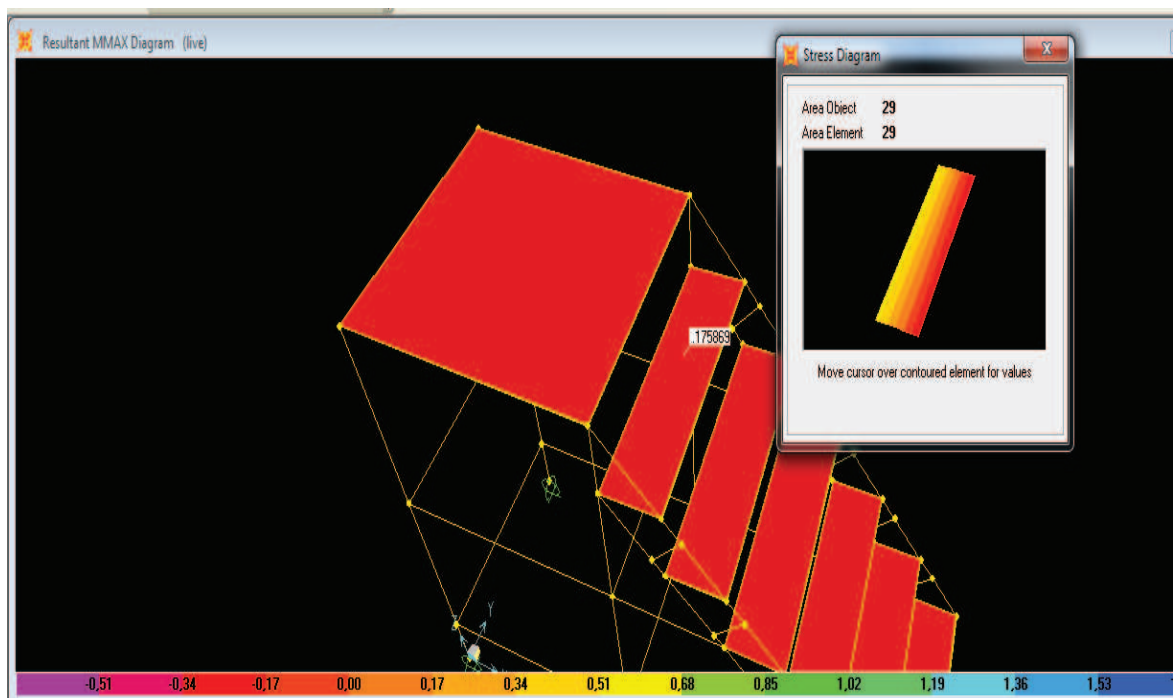 Resultant MMAX Diagram (live)
Stress Diagram
X
Area Object 29
Area Element 29
Move cursor over contoured element for values
.175869
Y
Z
-0,51 -0,34 -0,17 0,00 0,17 0,34 0,51 0,68 0,85 1,02 1,19 1,36 1,53